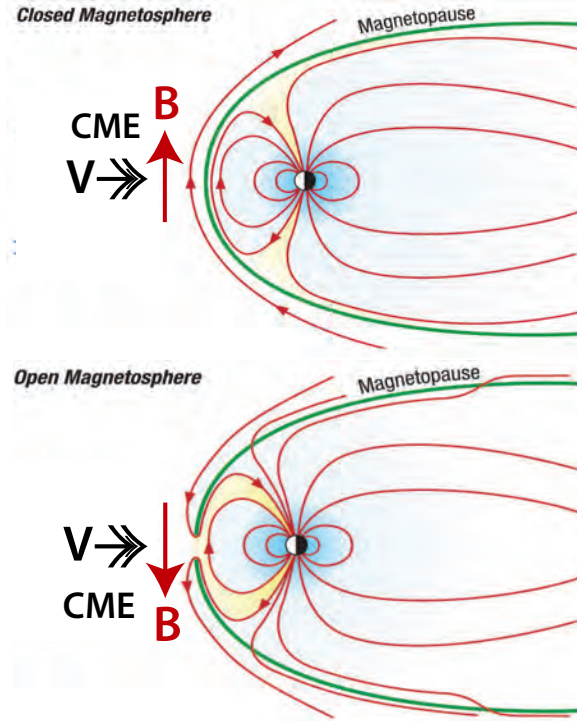 Closed Magnetosphere
Magnetopause
B
CME
V
Open Magnetosphere
Magnetopause
V
CME
B